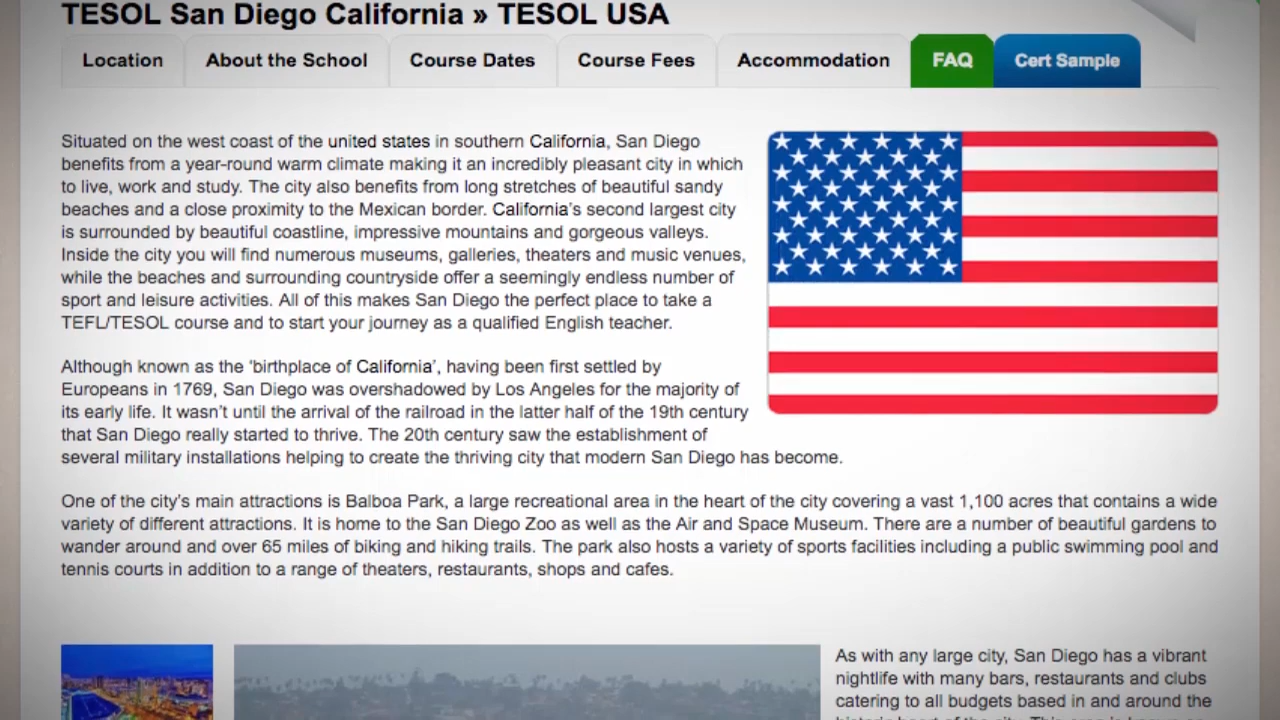 TESOL San Diego California » TESOL USA
Location About the School Course Dates Course Fees Accommodation FAQ Cert Sample
Situated on the west coast of the united states in southern California, San Diego
benefits from a year-round warm climate making it an incredibly pleasant city in which
to live, work and study. The city also benefits from long stretches of beautiful sandy
beaches and a close proximity to the Mexican border. California's second largest city
is surrounded by beautiful coastline, impressive mountains and gorgeous valleys.
Inside the city you will find numerous museums, galleries, theaters and music venues,
while the beaches and surrounding countryside offer a seemingly endless number of
sport and leisure activities. All of this makes San Diego the perfect place to take a
TEFL/TESOL course and to start your journey as a qualified English teacher.
Although known as the ‘birthplace of California’, having been first settled by
Europeans in 1769, San Diego was overshadowed by Los Angeles for the majority of
its early life. It wasn’t until the arrival of the railroad in the latter half of the 19th century
that San Diego really started to thrive. The 20th century saw the establishment of
several military installations helping to create the thriving city that modern San Diego has become.
One of the city’s main attractions is Balboa Park, a large recreational area in the heart of the city covering a vast 1,100 acres that contains a wide
variety of different attractions. It is home to the San Diego Zoo as well as the Air and Space Museum. There are a number of beautiful gardens to
wander around and over 65 miles of biking and hiking trails. The park also hosts a variety of sports facilities including a public swimming pool and
tennis courts in addition to a range of theaters, restaurants, shops and cafes.
As with any large city, San Diego has a vibrant
nightlife with many bars, restaurants and clubs
catering to all budgets based in and around the